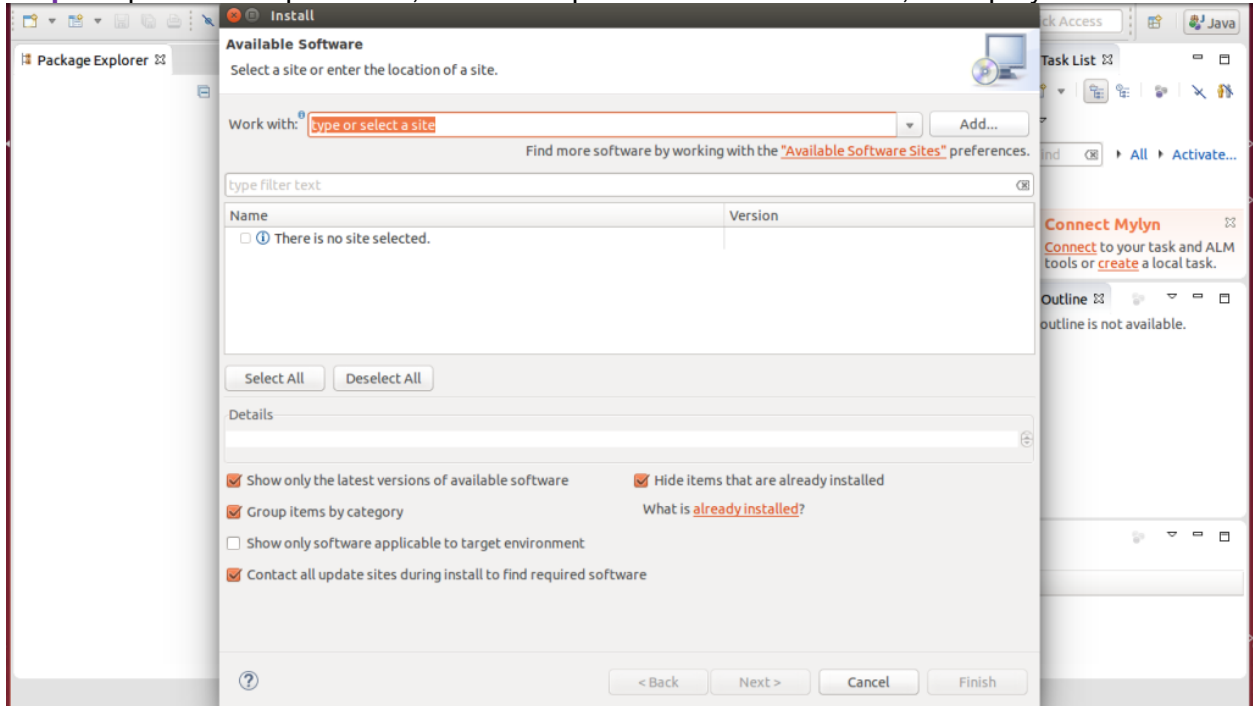 Install
ck Access
Java
Package Explorer
Available Software
Select a site or enter the location of a site.
Task List
Work with:
type or select a site
Add...
Find more software by working with the "Available Software Sites" preferences.
ind
All
Activate...
type filter text
Name
Version
There is no site selected.
Connect Mylyn
Connect to your task and ALM
tools or create a local task.
Outline
outline is not available.
Select All
Deselect All
Details
Show only the latest versions of available software
Hide items that are already installed
Group items by category
What is already installed?
Show only software applicable to target environment
Contact all update sites during install to find required software
?
< Back
Next >
Cancel
Finish